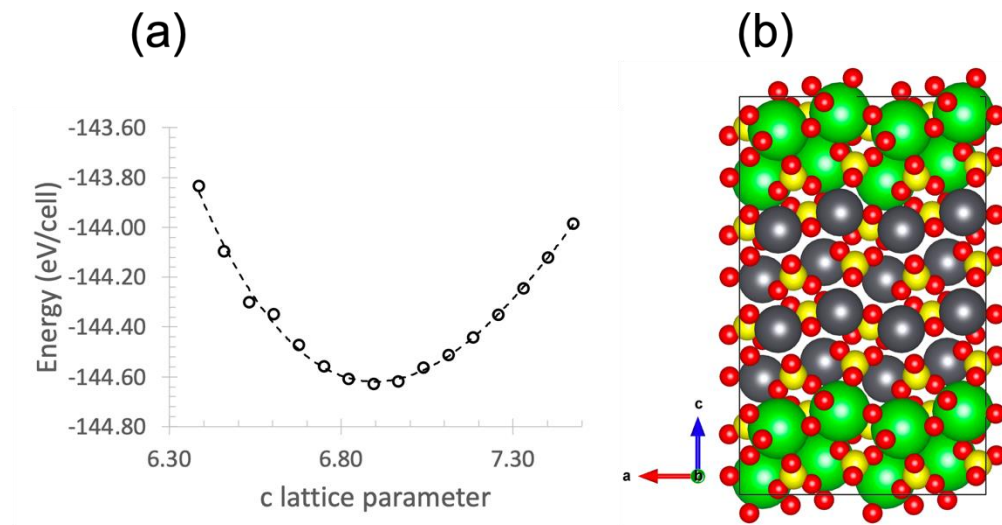 (a)
(b)
-143.60
-143.80
-144.00
-144.20
-144.40
-144.60
-144.80
Energy (eV/cell)
6.30 6.80 7.30
c lattice parameter
c
a
b